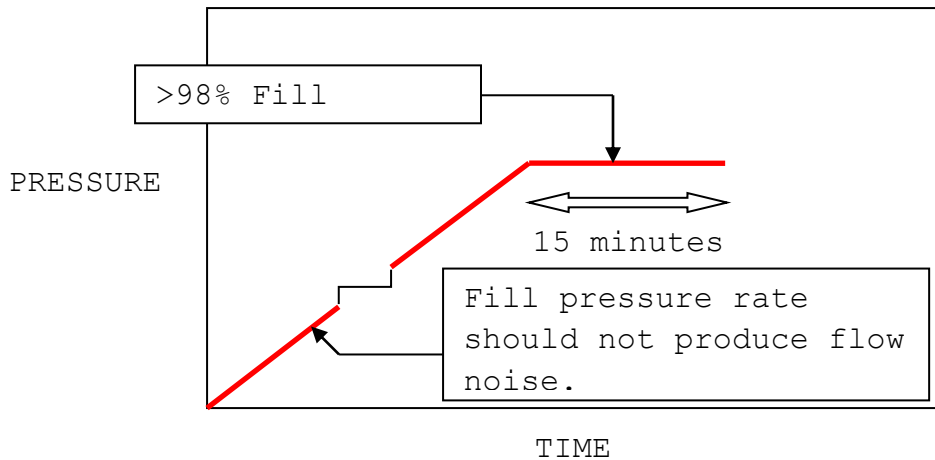 >98% Fill
PRESSURE
15 minutes
Fill pressure rate
should not produce flow
noise.
TIME